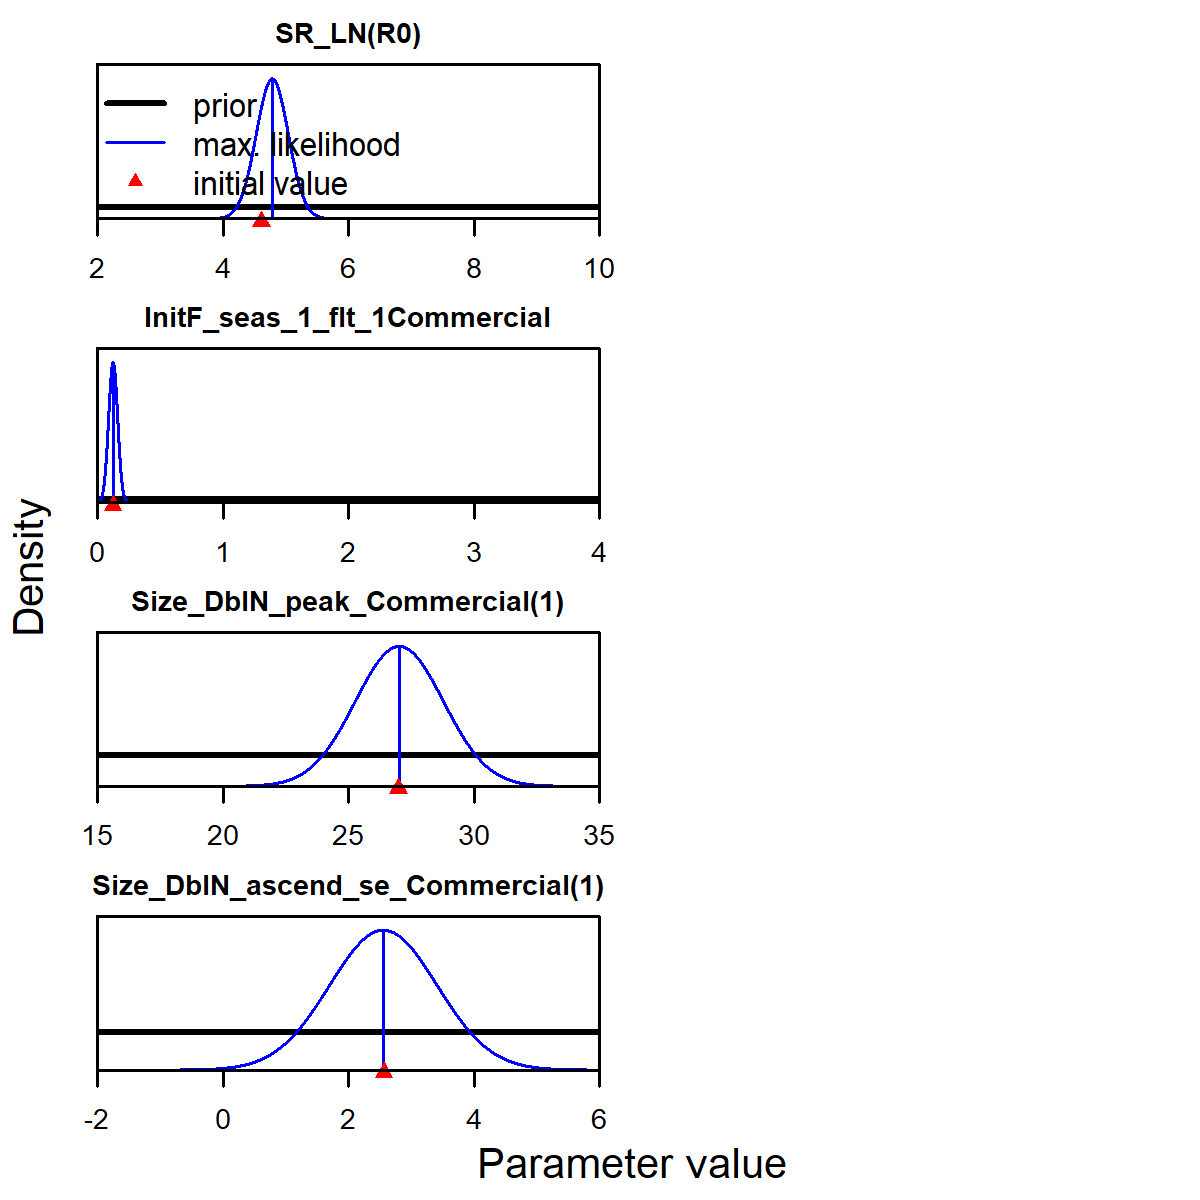 SR_LN(R0)
prior
max. likelihood
initial value
2 4 6 8 10
InitF_seas_1_flt_1Commercial
0 1 2 3 4
Size_DblN_peak_Commercial(1)
15 20 25 30 35
Size_DblN_ascend_se_Commercial(1)
-2 0 2 4 6
Density
Parameter value